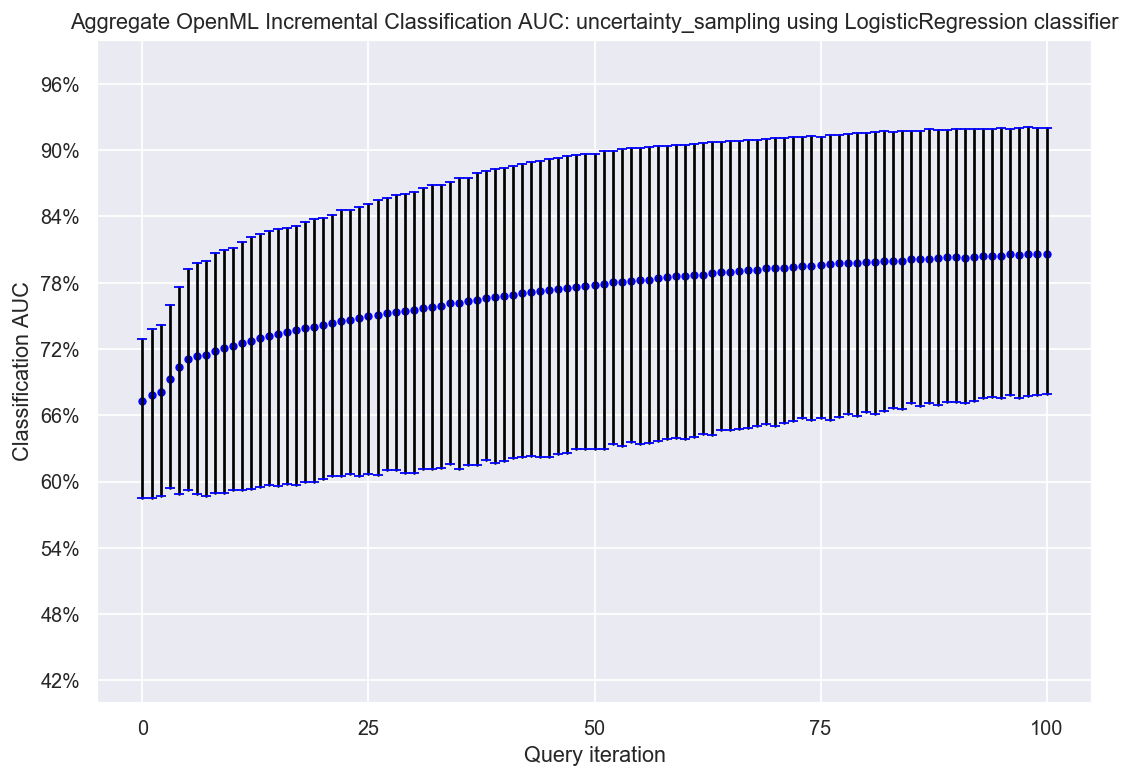 Aggregate OpenML Incremental Classification AUC: uncertainty_sampling using LogisticRegression classifier
96%
90%
84%
78%
72%
66%
60%
54%
48%
42%
Classification AUC
0 25 50 75 100
Query iteration